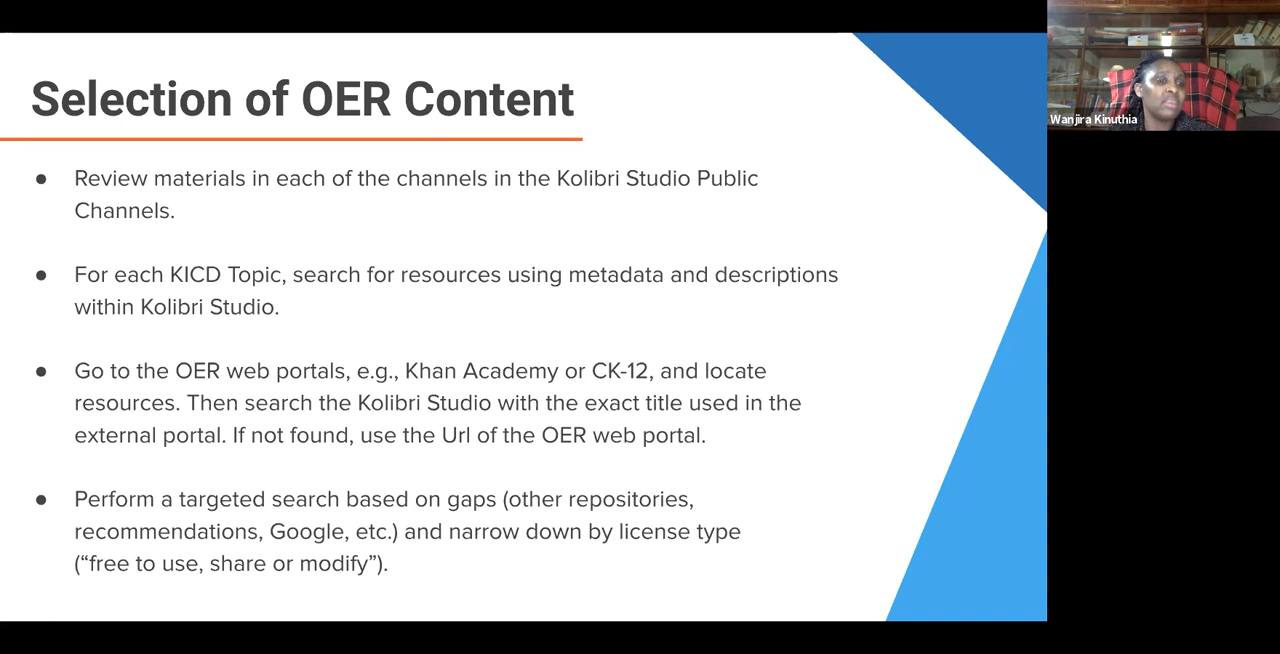 Selection of OER Content
● Review materials in each of the channels in the Kolibri Studio Public
Channels.
● For each KICD Topic, search for resources using metadata and descriptions
within Kolibri Studio.
● Go to the OER web portals, e.g., Khan Academy or CK-12, and locate
resources. Then search the Kolibri Studio with the exact title used in the
external portal. If not found, use the Url of the OER web portal.
● Perform a targeted search based on gaps (other repositories,
recommendations, Google, etc.) and narrow down by license type
(“free to use, share or modify”).
Wanjira Kinuthia